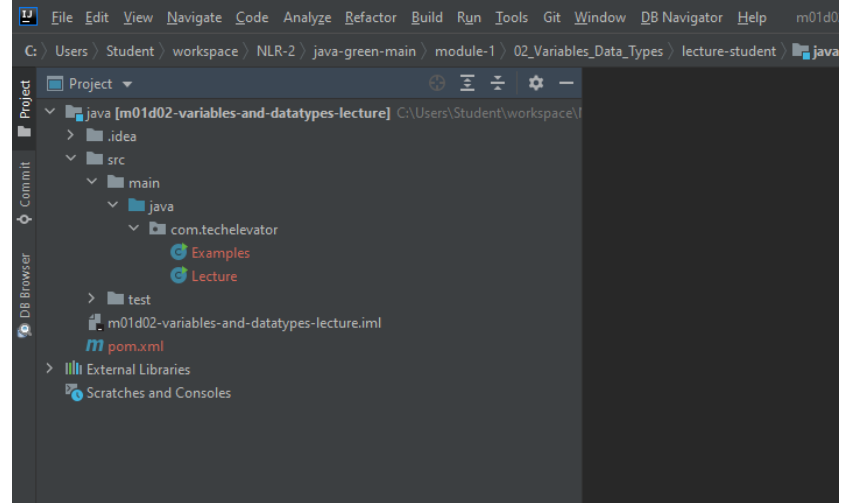 IJ File Edit View Navigate Code Analyze Refactor Build Run Tools Git Window DB Navigator Help
C: Users Student workspace NLR-2 java-green-main module-1 02_Variables_Data_Types lecture-student java
Project
Project
java [m01d02-variables-and-datatypes-lecture] C:\Users\Student\workspace\
.idea
src
main
java
com.techelevator
Examples
Lecture
test
m01d02-variables-and-datatypes-lecture.iml
pom.xml
External Libraries
Scratches and Consoles
Commit
DB Browser